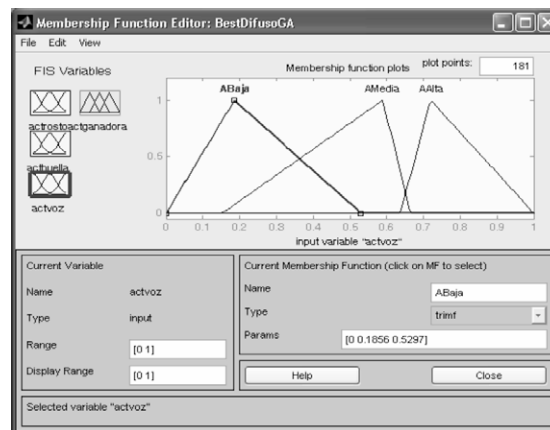 Membership Function Editor: BestDifusoGA
File Edit View
FIS Variables
Membership function plots
plot points:
181
actrosto
actganadora
acthuella
actvoz
ABaja
AMedia
AAlta
1
0.5
0
0 0.1 0.2 0.3 0.4 0.5 0.6 0.7 0.8 0.9 1
input variable "actvoz"
Current Variable
Name
actvoz
Type
input
Range
[0 1]
Display Range
[0 1]
Current Membership Function (click on MF to select)
Name
ABaja
Type
trimf
Params
[0 0.1856 0.5297]
Help
Close
Selected variable "actvoz"